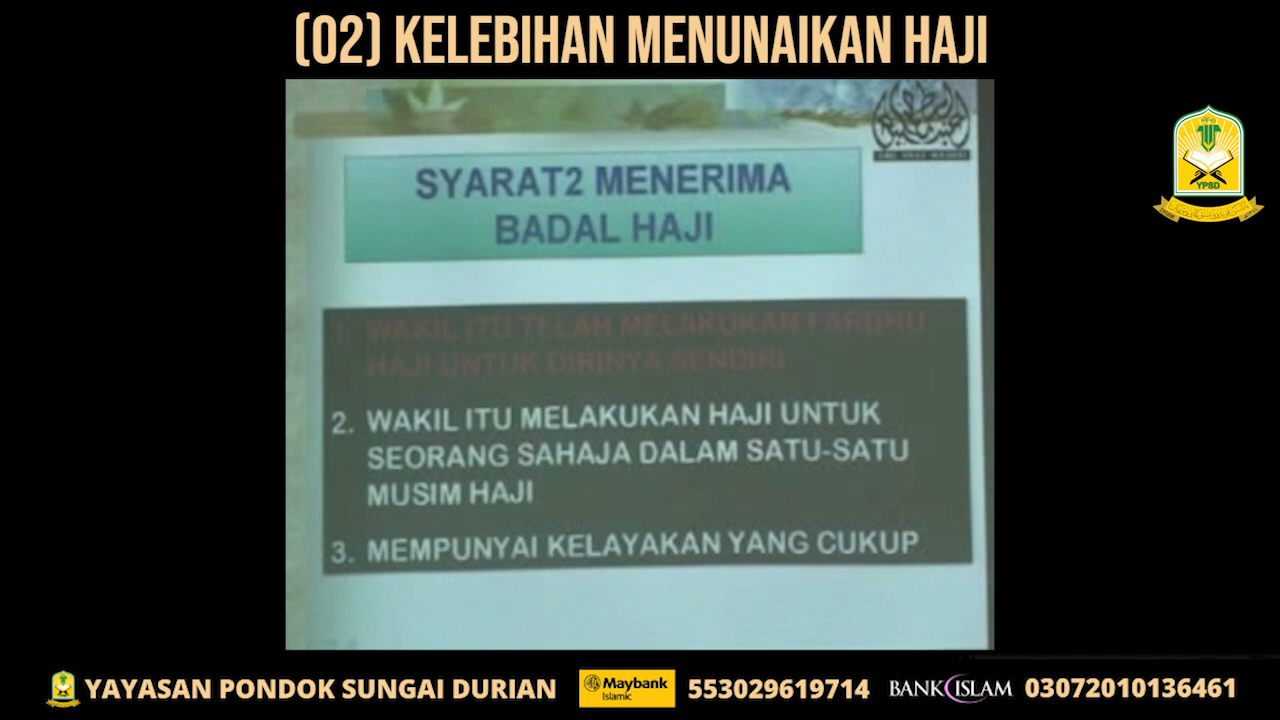 (02) KELEBIHAN MENUNAIKAN HAJI
SYARAT2 MENERIMA
BADAL HAJI
1. WAKIL ITU TELAH MELAKUKAN FARDHU
HAJI UNTUK DIRINYA SENDIRI
2. WAKIL ITU MELAKUKAN HAJI UNTUK
SEORANG SAHAJA DALAM SATU-SATU
MUSIM HAJI
3. MEMPUNYAI KELAYAKAN YANG CUKUP
YPSD
YAYASAN PONDOK SUNGAI DURIAN
Maybank
Islamic
553029619714
BANK ISLAM
03072010136461